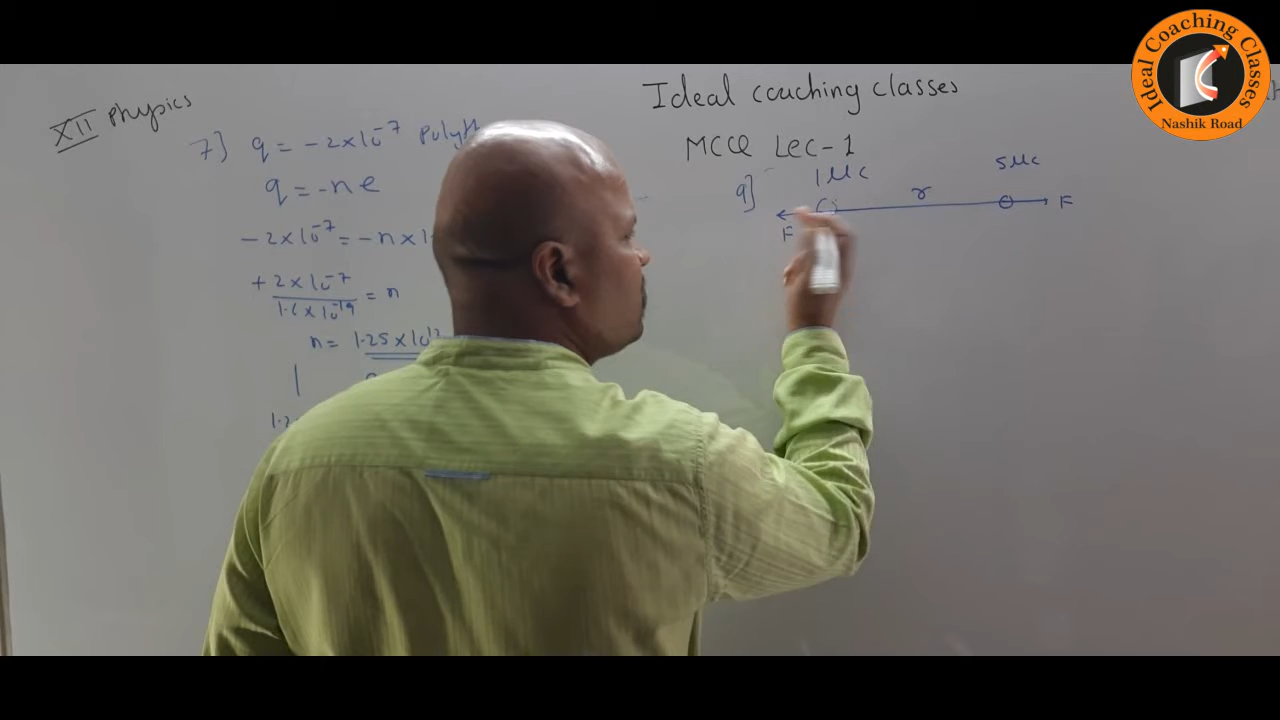 XII Physics
Ideal coaching classes
MCQ Lec-1
7] q = -2×10⁻⁷
q = -ne
-2×10⁻⁷ = -n×1
+2×10⁻⁷
1.6×10⁻¹⁹
= n
n = 1.25×10¹²
9]
1μC
5μC
r
F
F
Ideal Coaching Classes
Nashik Road